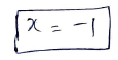 x = -1